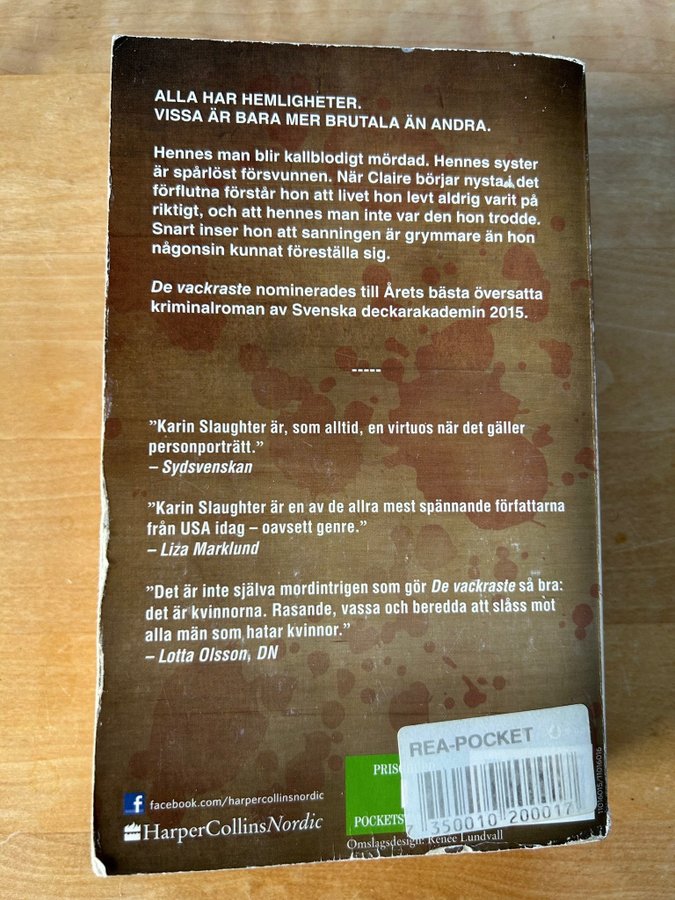 ALLA HAR HEMLIGHETER.
VISSA ÄR BARA MER BRUTALA ÄN ANDRA.
Hennes man blir kallblodigt mördad. Hennes syster
är spårlöst försvunnen. När Claire börjar nysta i det
förflutna förstår hon att livet hon levt aldrig varit på
riktigt, och att hennes man inte var den hon trodde.
Snart inser hon att sanningen är grymmare än hon
någonsin kunnat föreställa sig.
De vackraste nominerades till Årets bästa översatta
kriminalroman av Svenska deckarakademin 2015.
-----
”Karin Slaughter är, som alltid, en virtuos när det gäller
personporträtt.”
– Sydsvenskan
”Karin Slaughter är en av de allra mest spännande författarna
från USA idag – oavsett genre.”
– Liza Marklund
”Det är inte själva mordintrigen som gör De vackraste så bra:
det är kvinnorna. Rasande, vassa och beredda att slåss mot
alla män som hatar kvinnor.”
– Lotta Olsson, DN
REA-POCKET
7 350010 200017
f facebook.com/harpercollinsnordic
HarperCollinsNordic
Omslagsdesign: Renée Lundvall
11016015/11016016